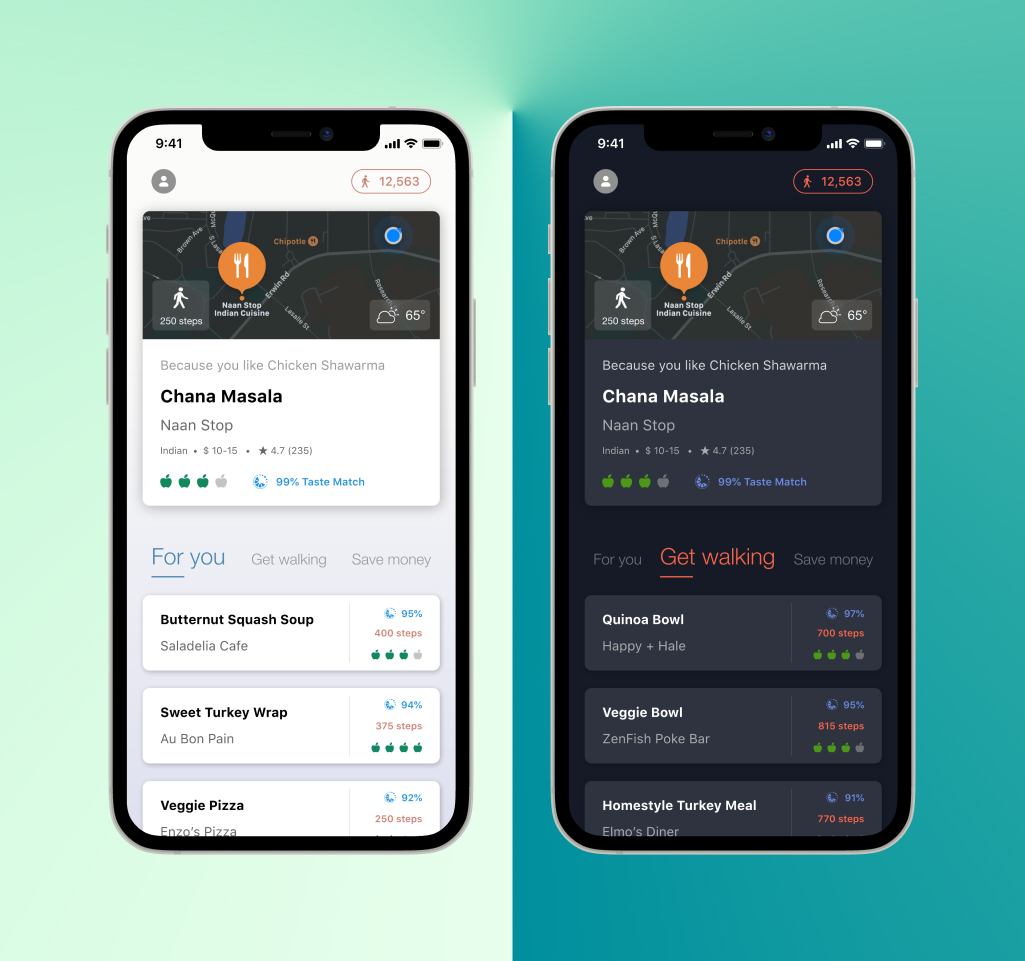 9:41
12,563
ve
Brown Ave
S Lasa
McQ
Chipotle
Erwin Rd
Research
Lasalle St
Naan Stop
Indian Cuisine
250 steps
65°
Because you like Chicken Shawarma
Chana Masala
Naan Stop
Indian • $ 10-15 • ★ 4.7 (235)
99% Taste Match
For you Get walking Save money
Butternut Squash Soup
Saladelia Cafe
95%
400 steps
Sweet Turkey Wrap
Au Bon Pain
94%
375 steps
Veggie Pizza
Enzo's Pizza
92%
250 steps
9:41
12,563
ve
Brown Ave
S Lasa
McQ
Chipotle
Erwin Rd
Research
Lasalle St
Naan Stop
Indian Cuisine
250 steps
65°
Because you like Chicken Shawarma
Chana Masala
Naan Stop
Indian • $ 10-15 • ★ 4.7 (235)
99% Taste Match
For you Get walking Save money
Quinoa Bowl
Happy + Hale
97%
700 steps
Veggie Bowl
ZenFish Poke Bar
95%
815 steps
Homestyle Turkey Meal
Elmo's Diner
91%
770 steps